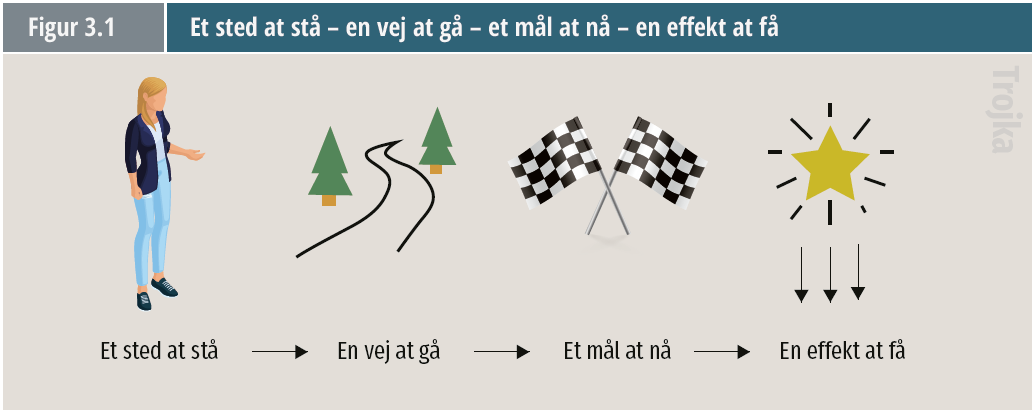 Figur 3.1
Et sted at stå – en vej at gå – et mål at nå – en effekt at få
Trojka
Et sted at stå
En vej at gå
Et mål at nå
En effekt at få